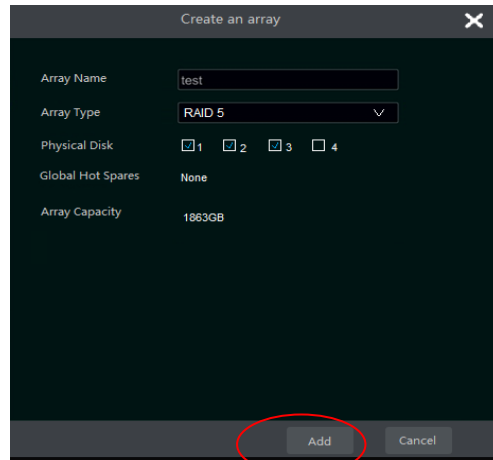 Create an array
Array Name test
Array Type RAID 5
Physical Disk 1 2 3 4
Global Hot Spares None
Array Capacity 1863GB
Add Cancel